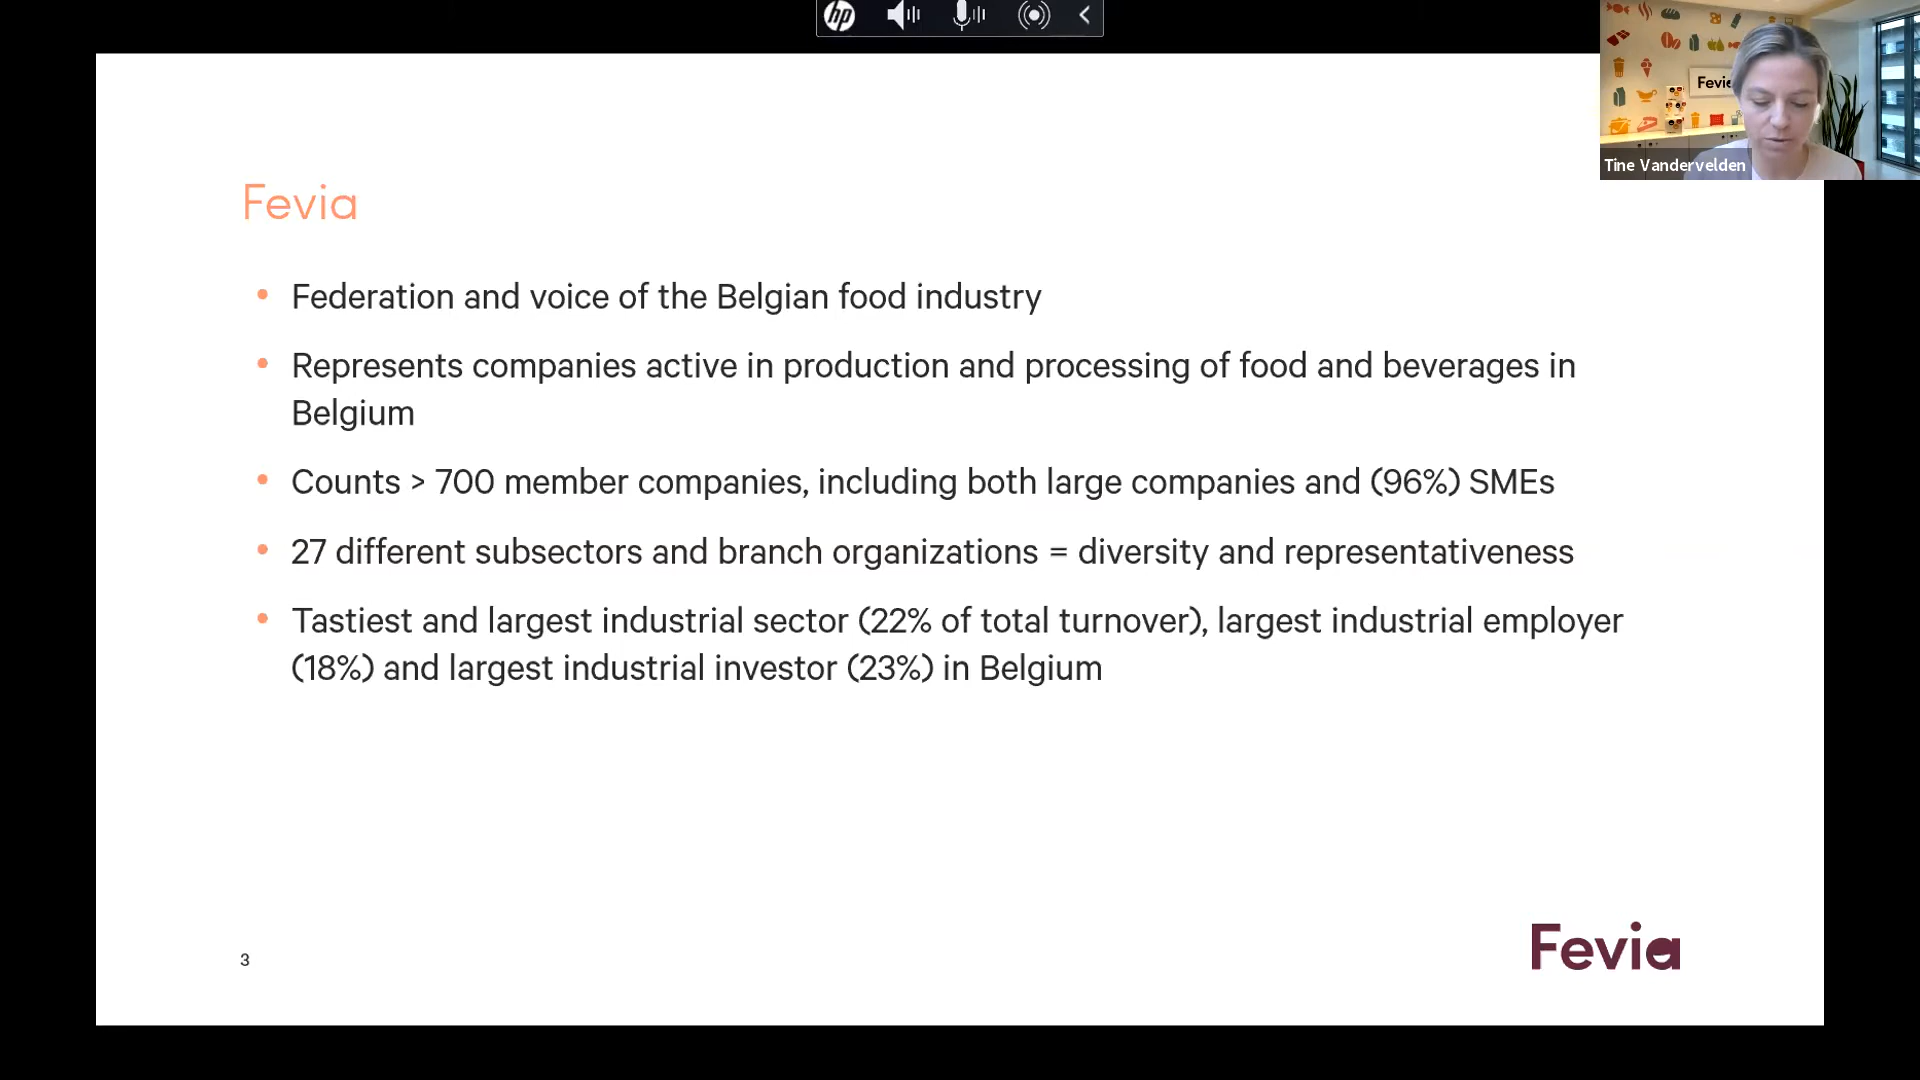 hp
Fevia
Tine Vandervelden
Fevia
• Federation and voice of the Belgian food industry
• Represents companies active in production and processing of food and beverages in
Belgium
• Counts > 700 member companies, including both large companies and (96%) SMEs
• 27 different subsectors and branch organizations = diversity and representativeness
• Tastiest and largest industrial sector (22% of total turnover), largest industrial employer
(18%) and largest industrial investor (23%) in Belgium
3
Fevia